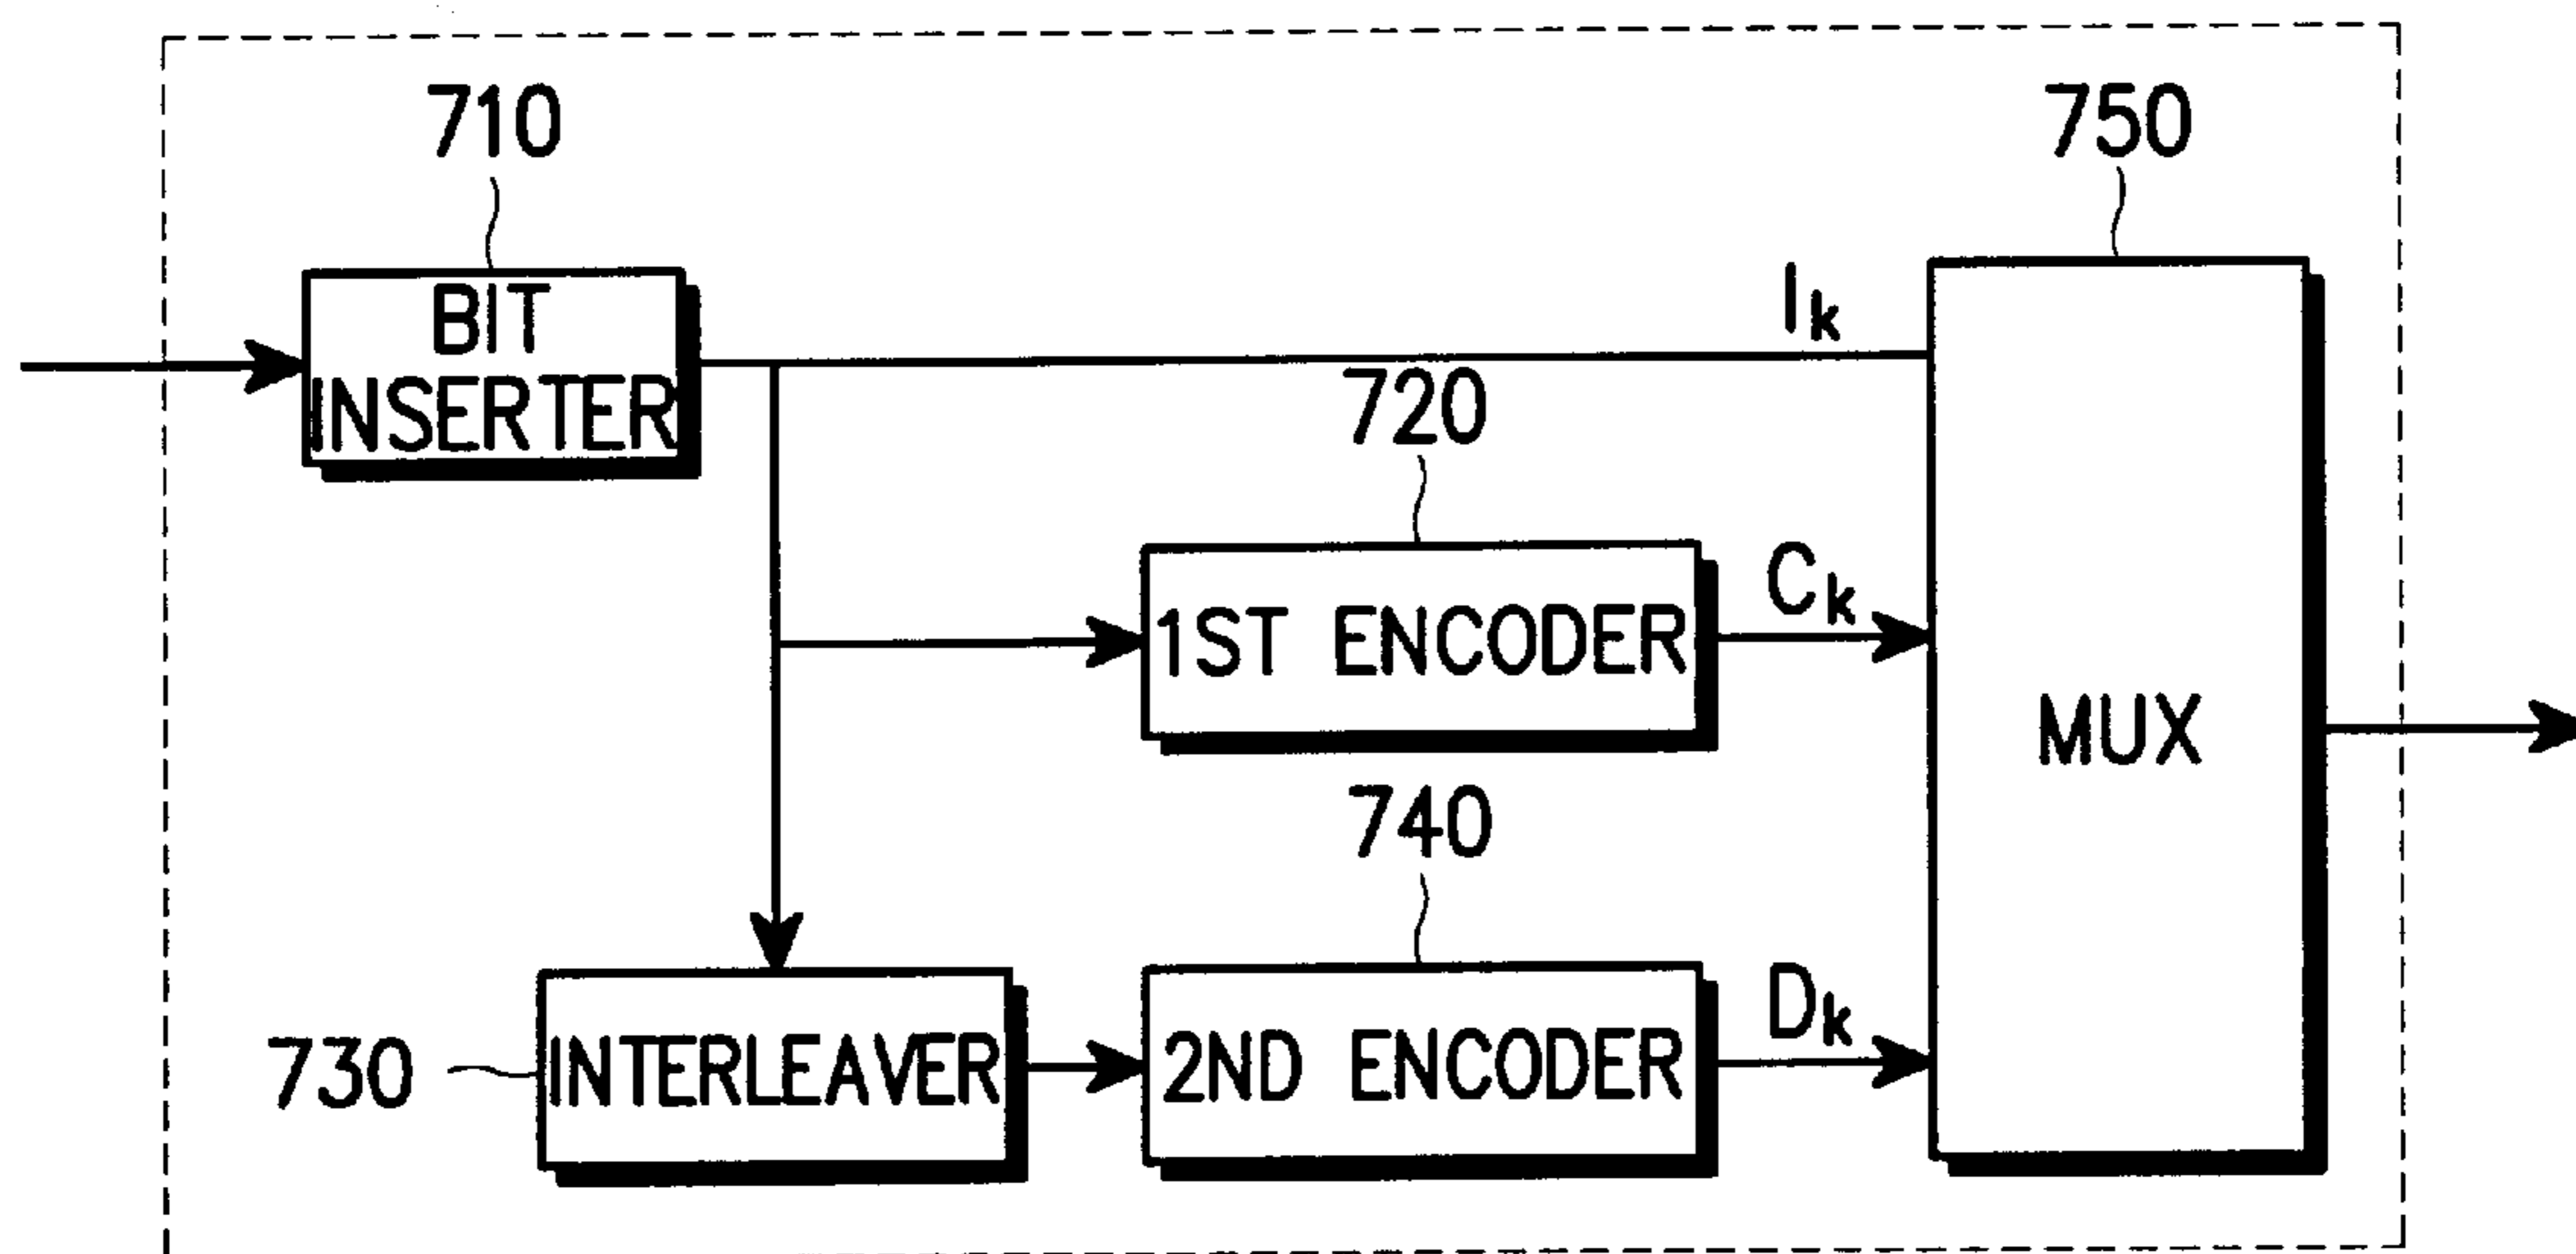 710
750
BIT
INSERTER
Ik
720
1ST ENCODER
Ck
MUX
740
730
INTERLEAVER
2ND ENCODER
Dk